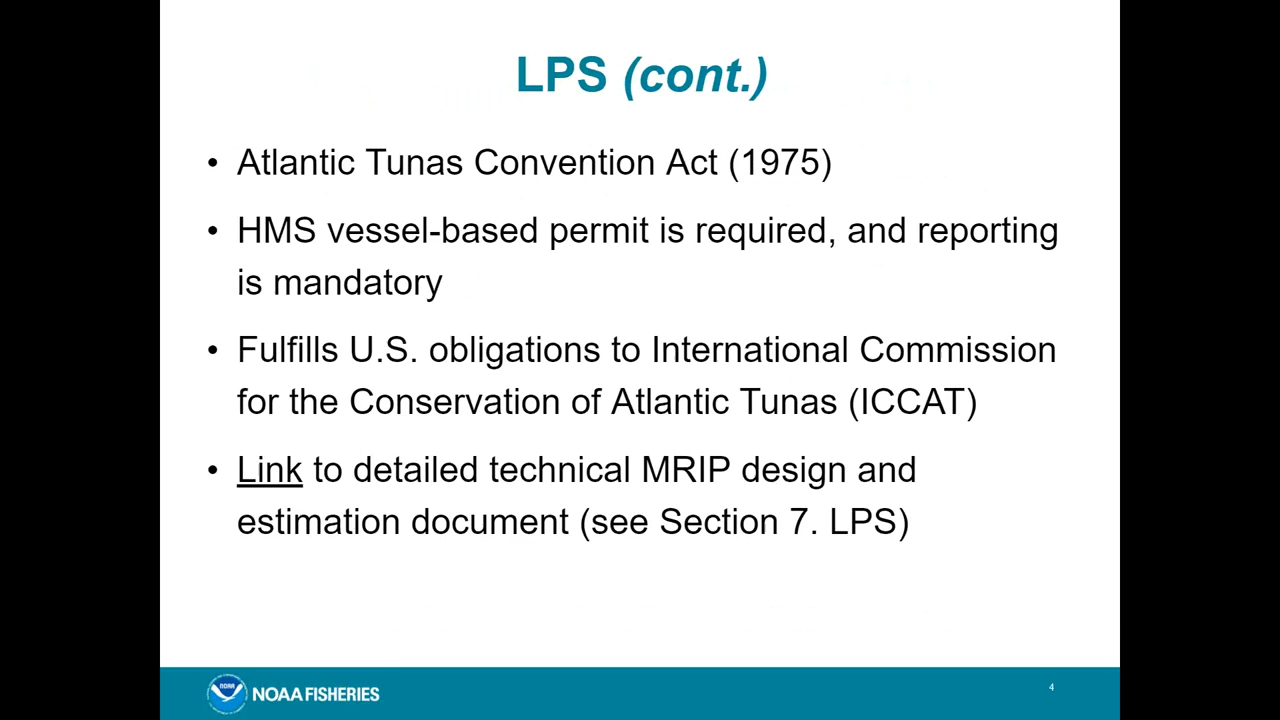 LPS (cont.)
• Atlantic Tunas Convention Act (1975)
• HMS vessel-based permit is required, and reporting
is mandatory
• Fulfills U.S. obligations to International Commission
for the Conservation of Atlantic Tunas (ICCAT)
• Link to detailed technical MRIP design and
estimation document (see Section 7. LPS)
NOAA
NOAA FISHERIES
4